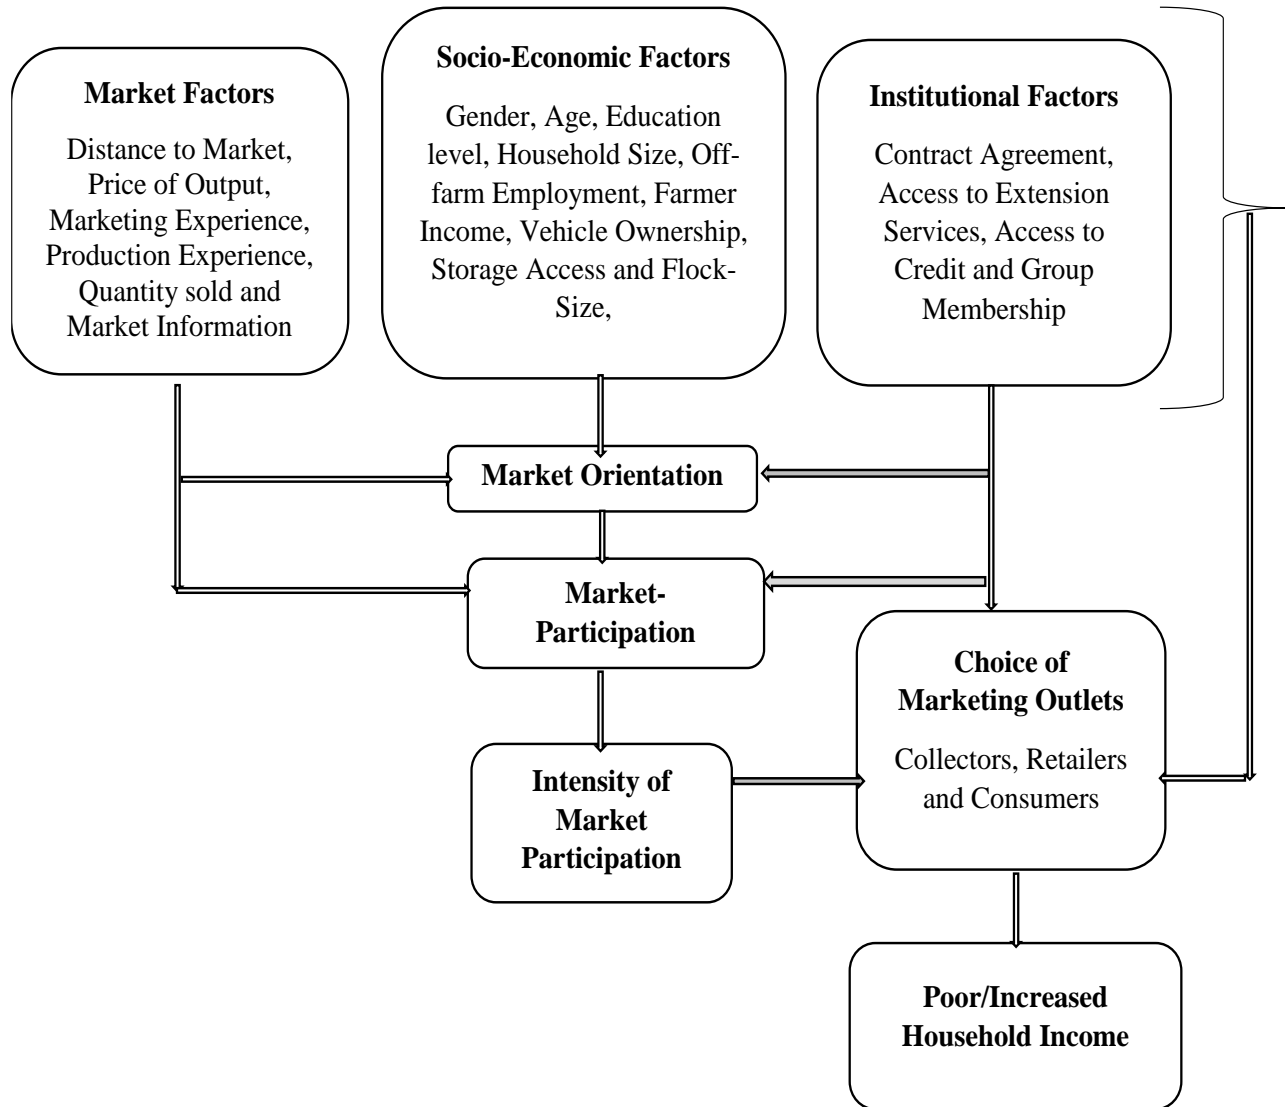 Market Factors
Distance to Market,
Price of Output,
Marketing Experience,
Production Experience,
Quantity sold and
Market Information
Socio-Economic Factors
Gender, Age, Education
level, Household Size, Off-
farm Employment, Farmer
Income, Vehicle Ownership,
Storage Access and Flock-
Size,
Institutional Factors
Contract Agreement,
Access to Extension
Services, Access to
Credit and Group
Membership
Market Orientation
Market-
Participation
Intensity of
Market
Participation
Choice of
Marketing Outlets
Collectors, Retailers
and Consumers
Poor/Increased
Household Income